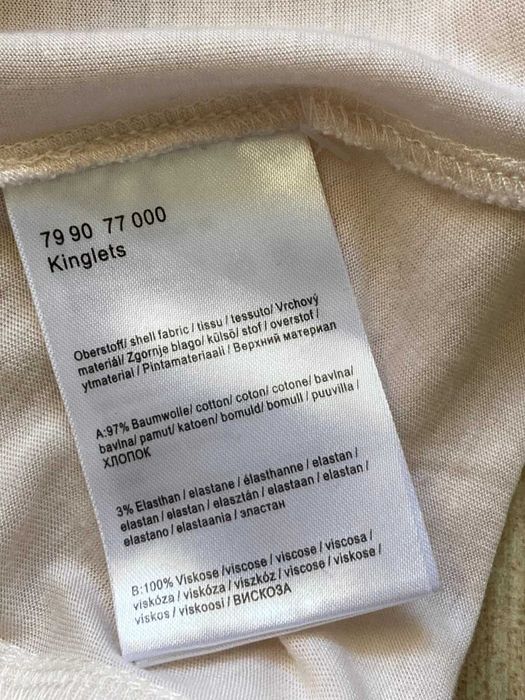 79 90 77 000
Kinglets
Oberstoff/ shell fabric / tissu / tessuto/ Vrchový
materiál/ Zgornje blago/ külső/ stof / overstof /
ytmaterial / Pintamateriaali / Верхний материал
A:97% Baumwolle/ cotton/ coton/ cotone/ bavlna/
bavlna/ pamut/ katoen/ bomuld/ bomull / puuvilla /
ХЛОПОК
3% Elasthan / elastane / élasthanne / elastan /
elastan / elastan / elasztán / elastaan / elastan /
elastano / elastaania / эластан
B:100% Viskose /viscose / viscose / viscosa /
viskóza / viskóza / viszkóz / viscose / viskose /
viskos / viskoosi / ВИСКОЗА